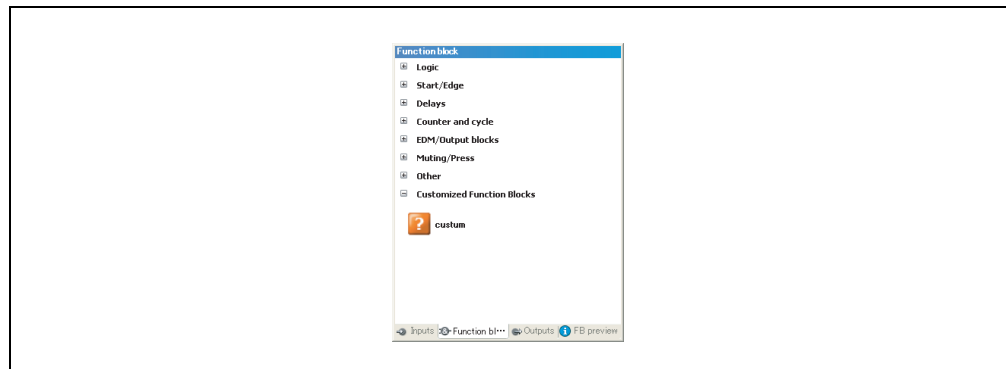 Function block
Logic
Start/Edge
Delays
Counter and cycle
EDM/Output blocks
Muting/Press
Other
Customized Function Blocks
custum
Inputs Function bl··· Outputs FB preview